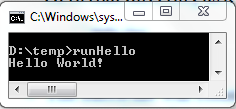 C:\Windows\sys...
D:\temp>runHello
Hello World!